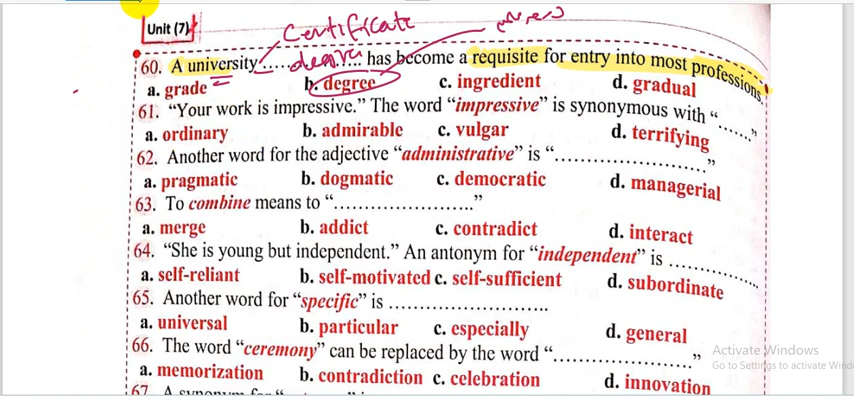 Unit (7)
Certificate
degree
60. A university............... has become a requisite for entry into most professions.
a. grade b. degree c. ingredient d. gradual
61. “Your work is impressive.” The word “impressive” is synonymous with “.......”
a. ordinary b. admirable c. vulgar d. terrifying
62. Another word for the adjective “administrative” is “.........................”
a. pragmatic b. dogmatic c. democratic d. managerial
63. To combine means to “.......................”
a. merge b. addict c. contradict d. interact
64. “She is young but independent.” An antonym for “independent” is ..................
a. self-reliant b. self-motivated c. self-sufficient d. subordinate
65. Another word for “specific” is ..........................
a. universal b. particular c. especially d. general
66. The word “ceremony” can be replaced by the word “.......................”
a. memorization b. contradiction c. celebration d. innovation
Activate Windows
Go to Settings to activate Wind